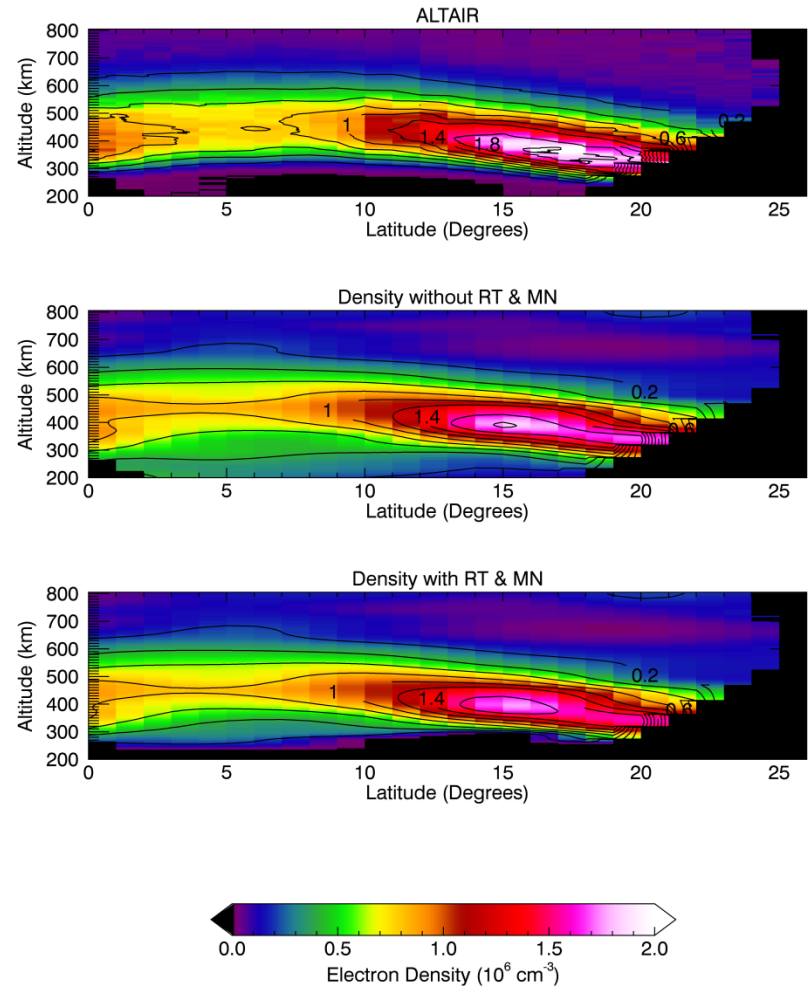 ALTAIR
800
700
600
500
400
300
200
Altitude (km)
0.2
1
0.6
1.4
1.8
0 5 10 15 20 25
Latitude (Degrees)
Density without RT & MN
800
700
600
500
400
300
200
Altitude (km)
0.2
1
1.4
0.6
0 5 10 15 20 25
Latitude (Degrees)
Density with RT & MN
800
700
600
500
400
300
200
Altitude (km)
0.2
1
1.4
0.6
0 5 10 15 20 25
Latitude (Degrees)
0.0 0.5 1.0 1.5 2.0
Electron Density (10⁶ cm⁻³)